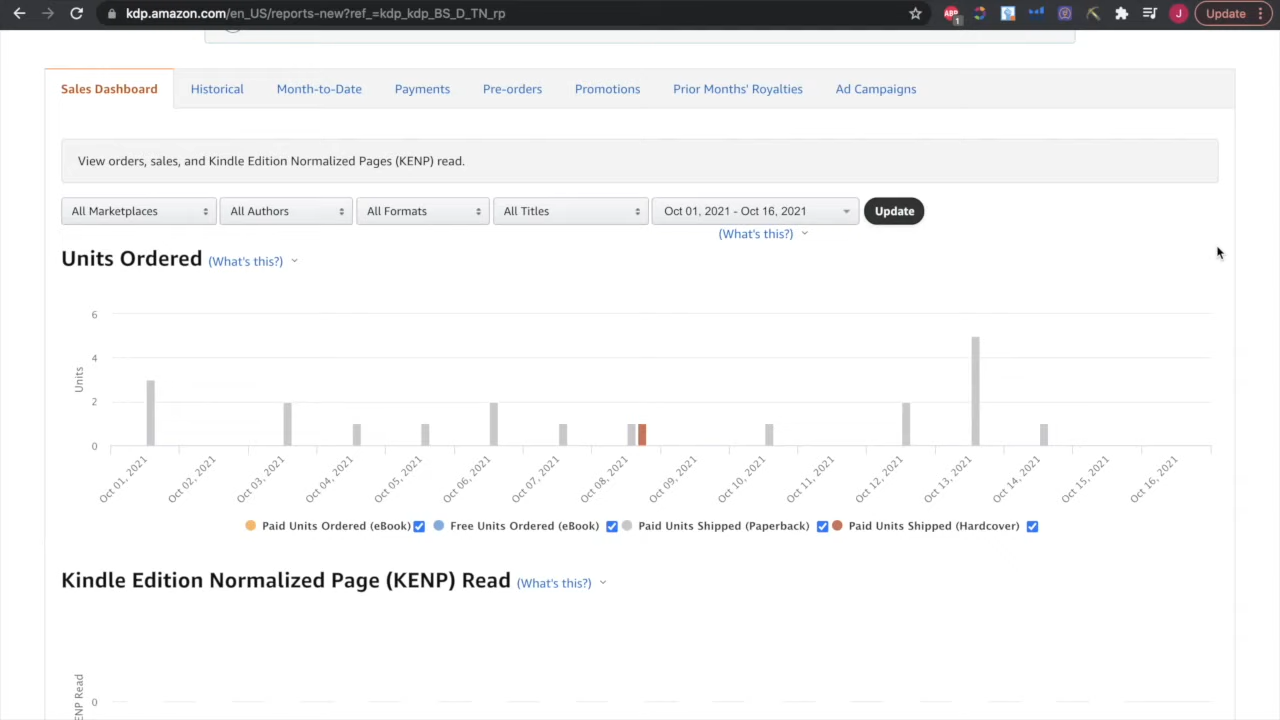 kdp.amazon.com/en_US/reports-new?ref_=kdp_kdp_BS_D_TN_rp
ABP 1 J Update
Sales Dashboard Historical Month-to-Date Payments Pre-orders Promotions Prior Months' Royalties Ad Campaigns
View orders, sales, and Kindle Edition Normalized Pages (KENP) read.
All Marketplaces All Authors All Formats All Titles Oct 01, 2021 - Oct 16, 2021 Update
(What's this?)
Units Ordered (What's this?)
6
4
2
0
Units
Oct 01, 2021 Oct 02, 2021 Oct 03, 2021 Oct 04, 2021 Oct 05, 2021 Oct 06, 2021 Oct 07, 2021 Oct 08, 2021 Oct 09, 2021 Oct 10, 2021 Oct 11, 2021 Oct 12, 2021 Oct 13, 2021 Oct 14, 2021 Oct 15, 2021 Oct 16, 2021
Paid Units Ordered (eBook) Free Units Ordered (eBook) Paid Units Shipped (Paperback) Paid Units Shipped (Hardcover)
Kindle Edition Normalized Page (KENP) Read (What's this?)
0
ENP Read